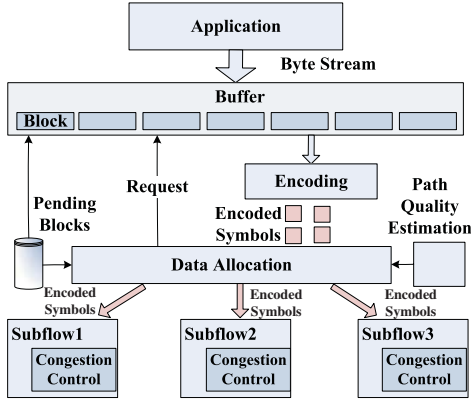 Application
Byte Stream
Buffer
Block
Request
Encoding
Pending
Blocks
Path
Quality
Estimation
Encoded
Symbols
Data Allocation
Encoded
Symbols
Encoded
Symbols
Encoded
Symbols
Subflow1
Congestion
Control
Subflow2
Congestion
Control
Subflow3
Congestion
Control